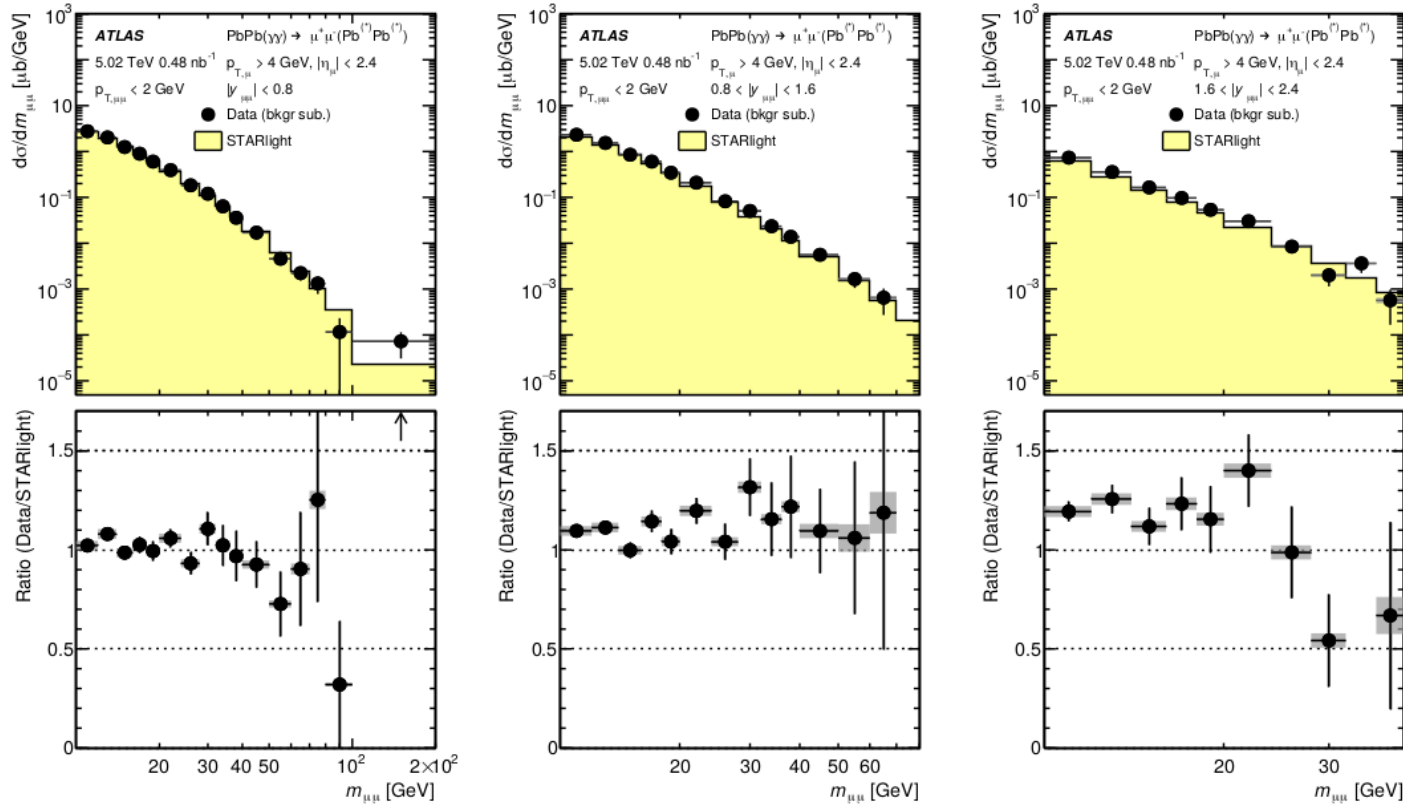 10³
10
10⁻¹
10⁻³
10⁻⁵
dσ/dm_μμ [μb/GeV]
ATLAS PbPb(γγ) → μ⁺μ⁻(Pb⁽*⁾Pb⁽*⁾)
5.02 TeV 0.48 nb⁻¹ p_T,μ > 4 GeV, |η_μ| < 2.4
p_T,μμ < 2 GeV |y_μμ| < 0.8
Data (bkgr sub.)
STARlight
Ratio (Data/STARlight)
1.5
1
0.5
0
20 30 40 50 10² 2×10²
m_μμ [GeV]
10³
10
10⁻¹
10⁻³
10⁻⁵
dσ/dm_μμ [μb/GeV]
ATLAS PbPb(γγ) → μ⁺μ⁻(Pb⁽*⁾Pb⁽*⁾)
5.02 TeV 0.48 nb⁻¹ p_T,μ > 4 GeV, |η_μ| < 2.4
p_T,μμ < 2 GeV 0.8 < |y_μμ| < 1.6
Data (bkgr sub.)
STARlight
Ratio (Data/STARlight)
1.5
1
0.5
0
20 30 40 50 60
m_μμ [GeV]
10³
10
10⁻¹
10⁻³
10⁻⁵
dσ/dm_μμ [μb/GeV]
ATLAS PbPb(γγ) → μ⁺μ⁻(Pb⁽*⁾Pb⁽*⁾)
5.02 TeV 0.48 nb⁻¹ p_T,μ > 4 GeV, |η_μ| < 2.4
p_T,μμ < 2 GeV 1.6 < |y_μμ| < 2.4
Data (bkgr sub.)
STARlight
Ratio (Data/STARlight)
1.5
1
0.5
0
20 30
m_μμ [GeV]